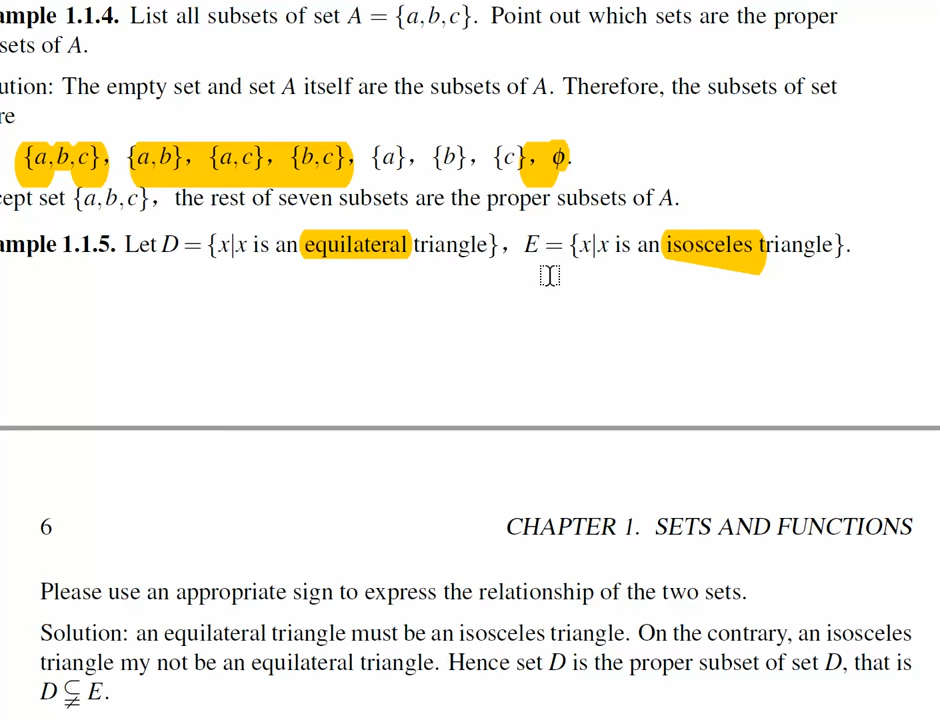 ample 1.1.4. List all subsets of set A = {a,b,c}. Point out which sets are the proper
sets of A.
ution: The empty set and set A itself are the subsets of A. Therefore, the subsets of set
re
{a,b,c}, {a,b}, {a,c}, {b,c}, {a}, {b}, {c}, ϕ.
cept set {a,b,c}, the rest of seven subsets are the proper subsets of A.
ample 1.1.5. Let D = {x|x is an equilateral triangle}, E = {x|x is an isosceles triangle}.
6 CHAPTER 1. SETS AND FUNCTIONS
Please use an appropriate sign to express the relationship of the two sets.
Solution: an equilateral triangle must be an isosceles triangle. On the contrary, an isosceles
triangle my not be an equilateral triangle. Hence set D is the proper subset of set D, that is
D ⫋ E.